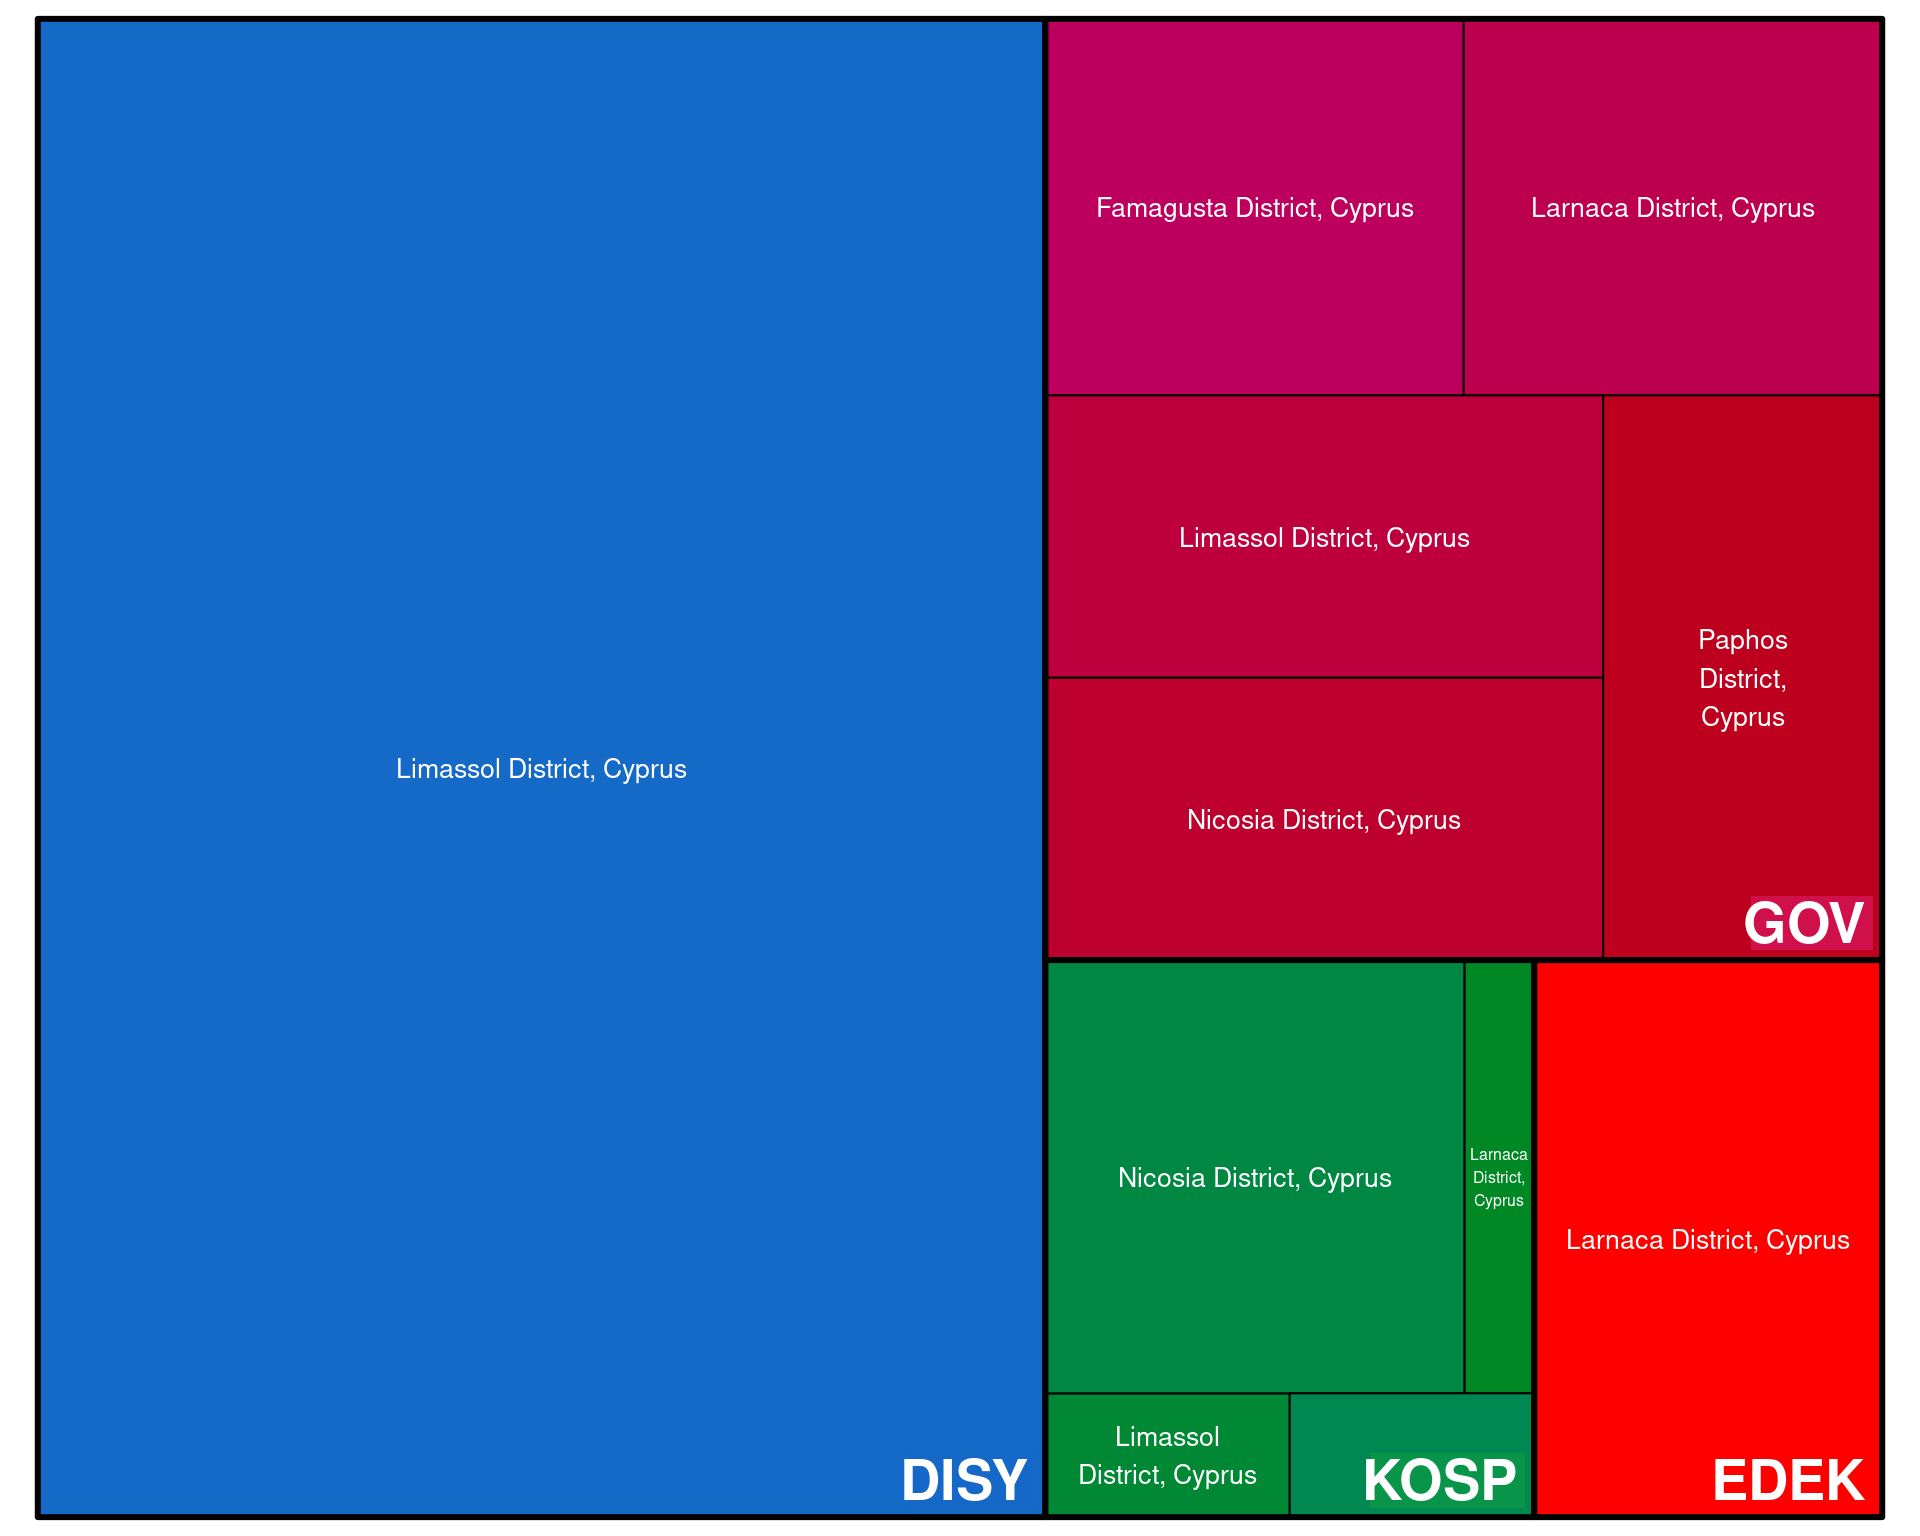 Famagusta District, Cyprus
Larnaca District, Cyprus
Limassol District, Cyprus
Paphos
District,
Cyprus
Limassol District, Cyprus
Nicosia District, Cyprus
GOV
Nicosia District, Cyprus
Larnaca
District,
Cyprus
Larnaca District, Cyprus
Limassol
District, Cyprus
DISY
KOSP
EDEK